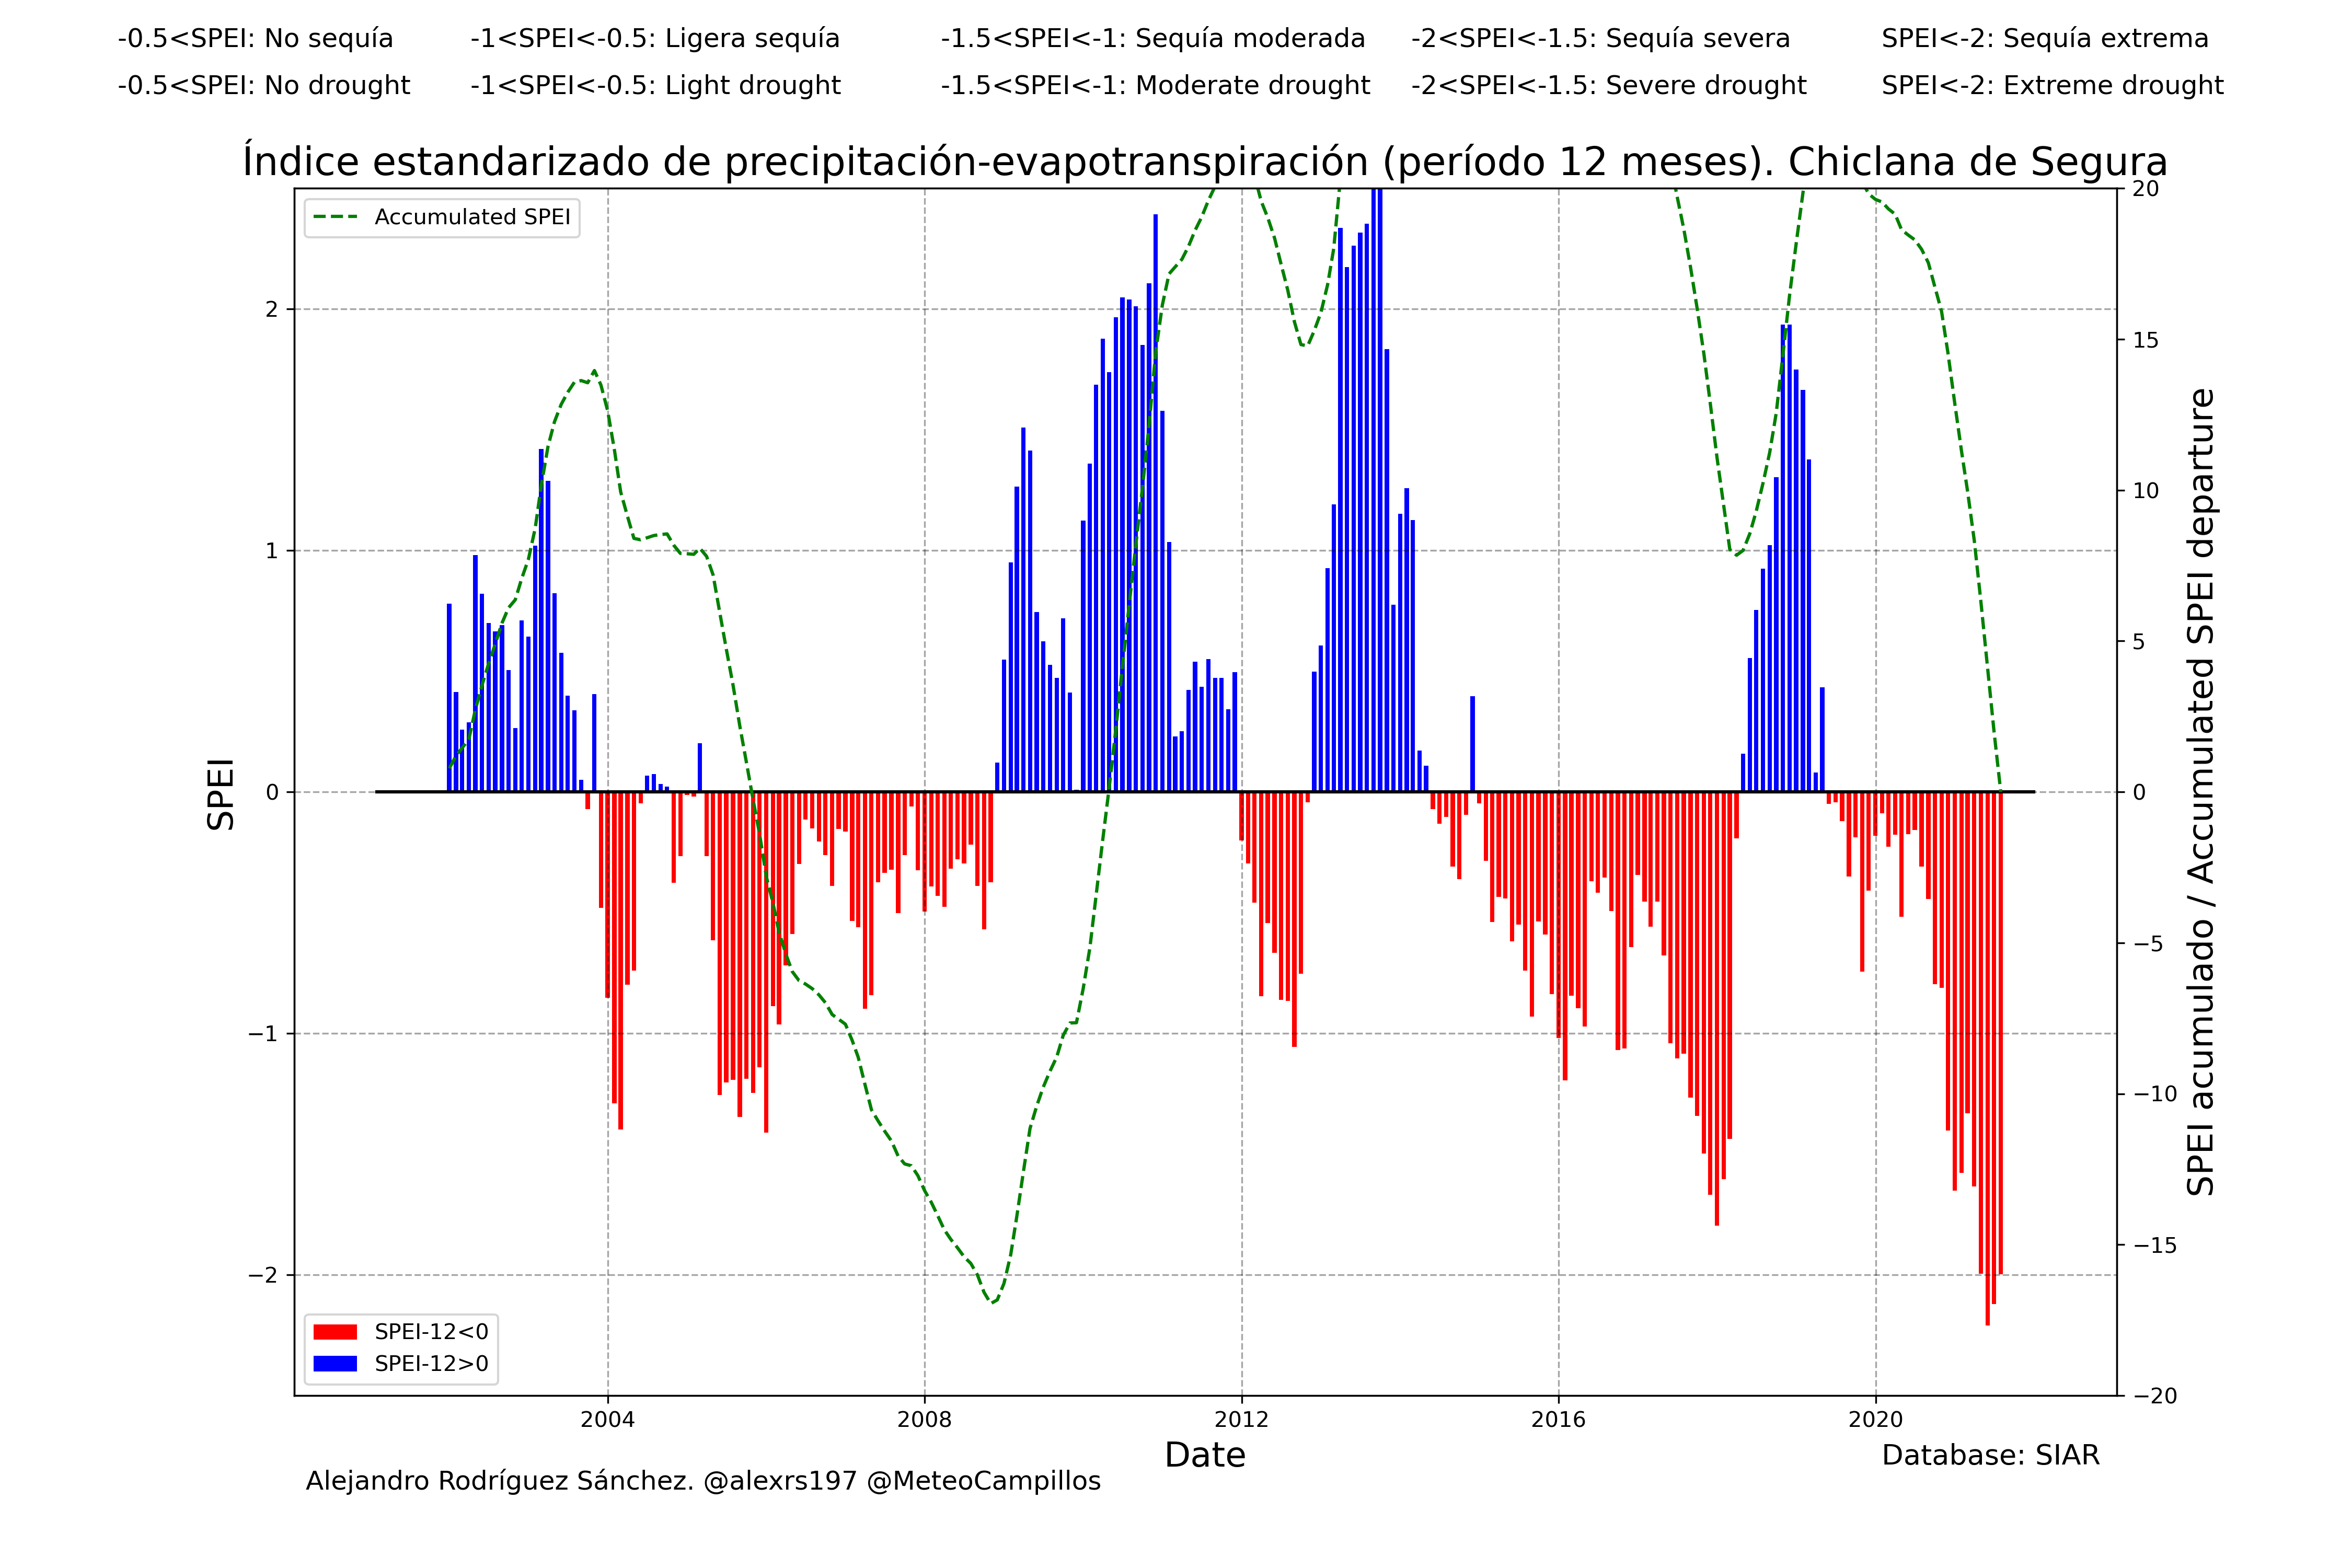 -0.5<SPEI: No sequía -1<SPEI<-0.5: Ligera sequía -1.5<SPEI<-1: Sequía moderada -2<SPEI<-1.5: Sequía severa SPEI<-2: Sequía extrema
-0.5<SPEI: No drought -1<SPEI<-0.5: Light drought -1.5<SPEI<-1: Moderate drought -2<SPEI<-1.5: Severe drought SPEI<-2: Extreme drought
Índice estandarizado de precipitación-evapotranspiración (período 12 meses). Chiclana de Segura
Accumulated SPEI
SPEI
2
1
0
−1
−2
20
15
10
5
0
−5
−10
−15
−20
SPEI acumulado / Accumulated SPEI departure
SPEI-12<0
SPEI-12>0
2004 2008 2012 2016 2020
Date
Database: SIAR
Alejandro Rodríguez Sánchez. @alexrs197 @MeteoCampillos